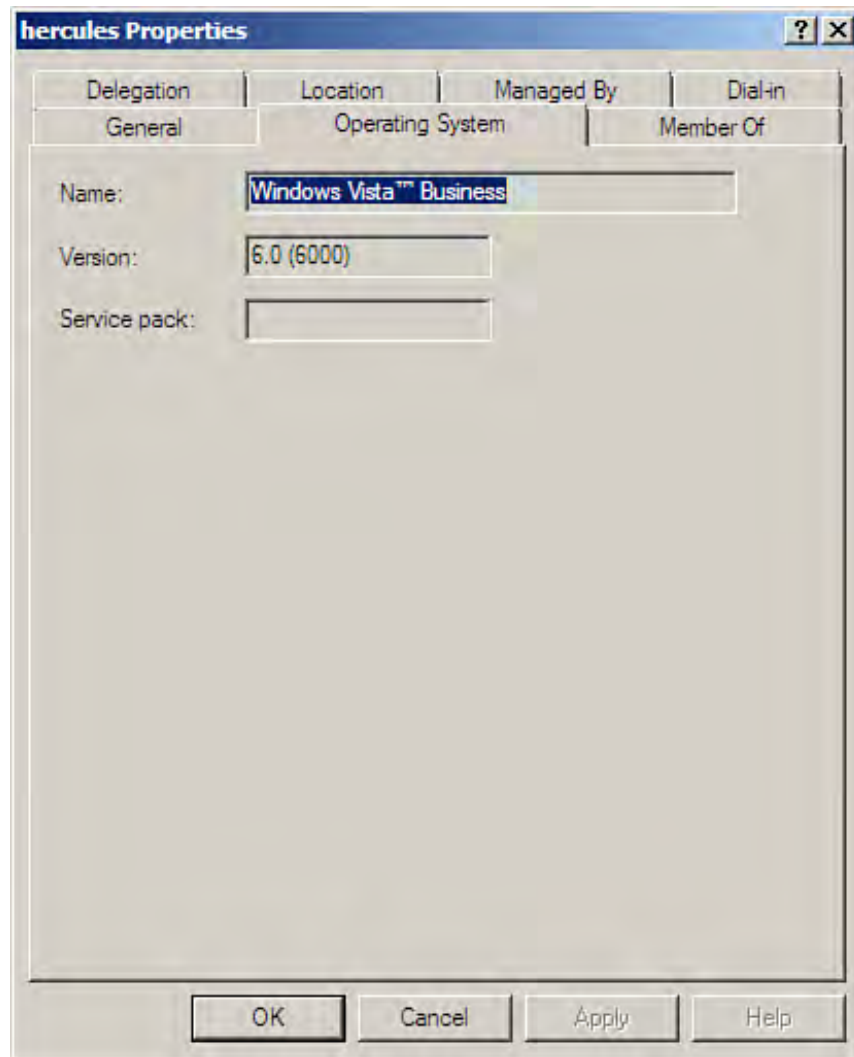 hercules Properties
Delegation Location Managed By Dial-in
General Operating System Member Of
Name: Windows Vista™ Business
Version: 6.0 (6000)
Service pack:
OK Cancel Apply Help